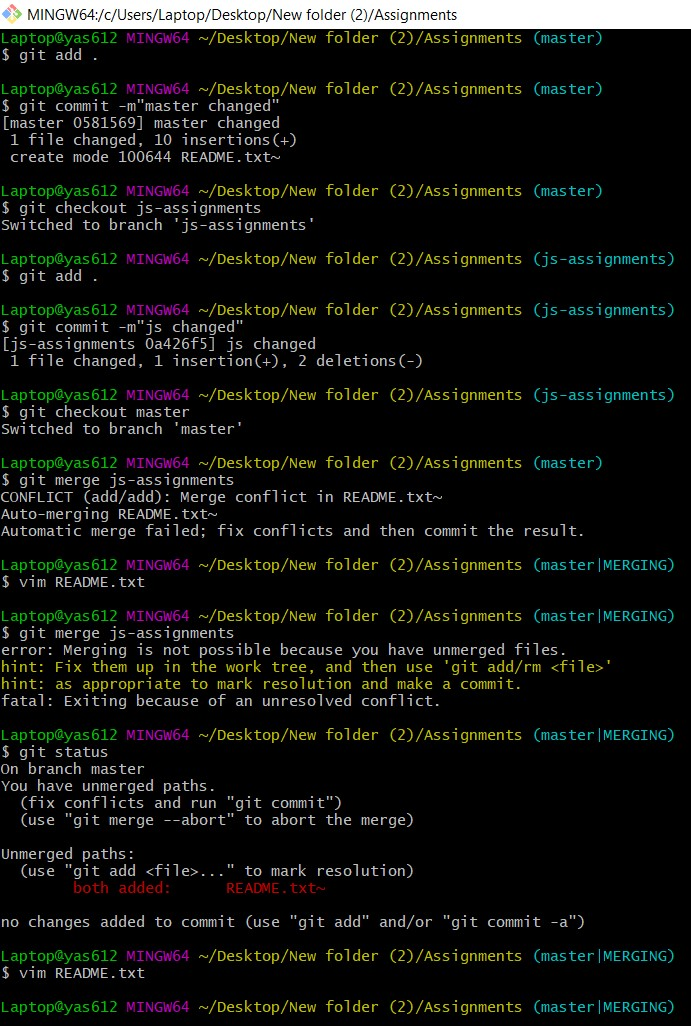 MINGW64:/c/Users/Laptop/Desktop/New folder (2)/Assignments
Laptop@yas612 MINGW64 ~/Desktop/New folder (2)/Assignments (master)
$ git add .
Laptop@yas612 MINGW64 ~/Desktop/New folder (2)/Assignments (master)
$ git commit -m"master changed"
[master 0581569] master changed
 1 file changed, 10 insertions(+)
 create mode 100644 README.txt~
Laptop@yas612 MINGW64 ~/Desktop/New folder (2)/Assignments (master)
$ git checkout js-assignments
Switched to branch 'js-assignments'
Laptop@yas612 MINGW64 ~/Desktop/New folder (2)/Assignments (js-assignments)
$ git add .
Laptop@yas612 MINGW64 ~/Desktop/New folder (2)/Assignments (js-assignments)
$ git commit -m"js changed"
[js-assignments 0a426f5] js changed
 1 file changed, 1 insertion(+), 2 deletions(-)
Laptop@yas612 MINGW64 ~/Desktop/New folder (2)/Assignments (js-assignments)
$ git checkout master
Switched to branch 'master'
Laptop@yas612 MINGW64 ~/Desktop/New folder (2)/Assignments (master)
$ git merge js-assignments
CONFLICT (add/add): Merge conflict in README.txt~
Auto-merging README.txt~
Automatic merge failed; fix conflicts and then commit the result.
Laptop@yas612 MINGW64 ~/Desktop/New folder (2)/Assignments (master|MERGING)
$ vim README.txt
Laptop@yas612 MINGW64 ~/Desktop/New folder (2)/Assignments (master|MERGING)
$ git merge js-assignments
error: Merging is not possible because you have unmerged files.
hint: Fix them up in the work tree, and then use 'git add/rm <file>'
hint: as appropriate to mark resolution and make a commit.
fatal: Exiting because of an unresolved conflict.
Laptop@yas612 MINGW64 ~/Desktop/New folder (2)/Assignments (master|MERGING)
$ git status
On branch master
You have unmerged paths.
  (fix conflicts and run "git commit")
  (use "git merge --abort" to abort the merge)
Unmerged paths:
  (use "git add <file>..." to mark resolution)
        both added:      README.txt~
no changes added to commit (use "git add" and/or "git commit -a")
Laptop@yas612 MINGW64 ~/Desktop/New folder (2)/Assignments (master|MERGING)
$ vim README.txt
Laptop@yas612 MINGW64 ~/Desktop/New folder (2)/Assignments (master|MERGING)